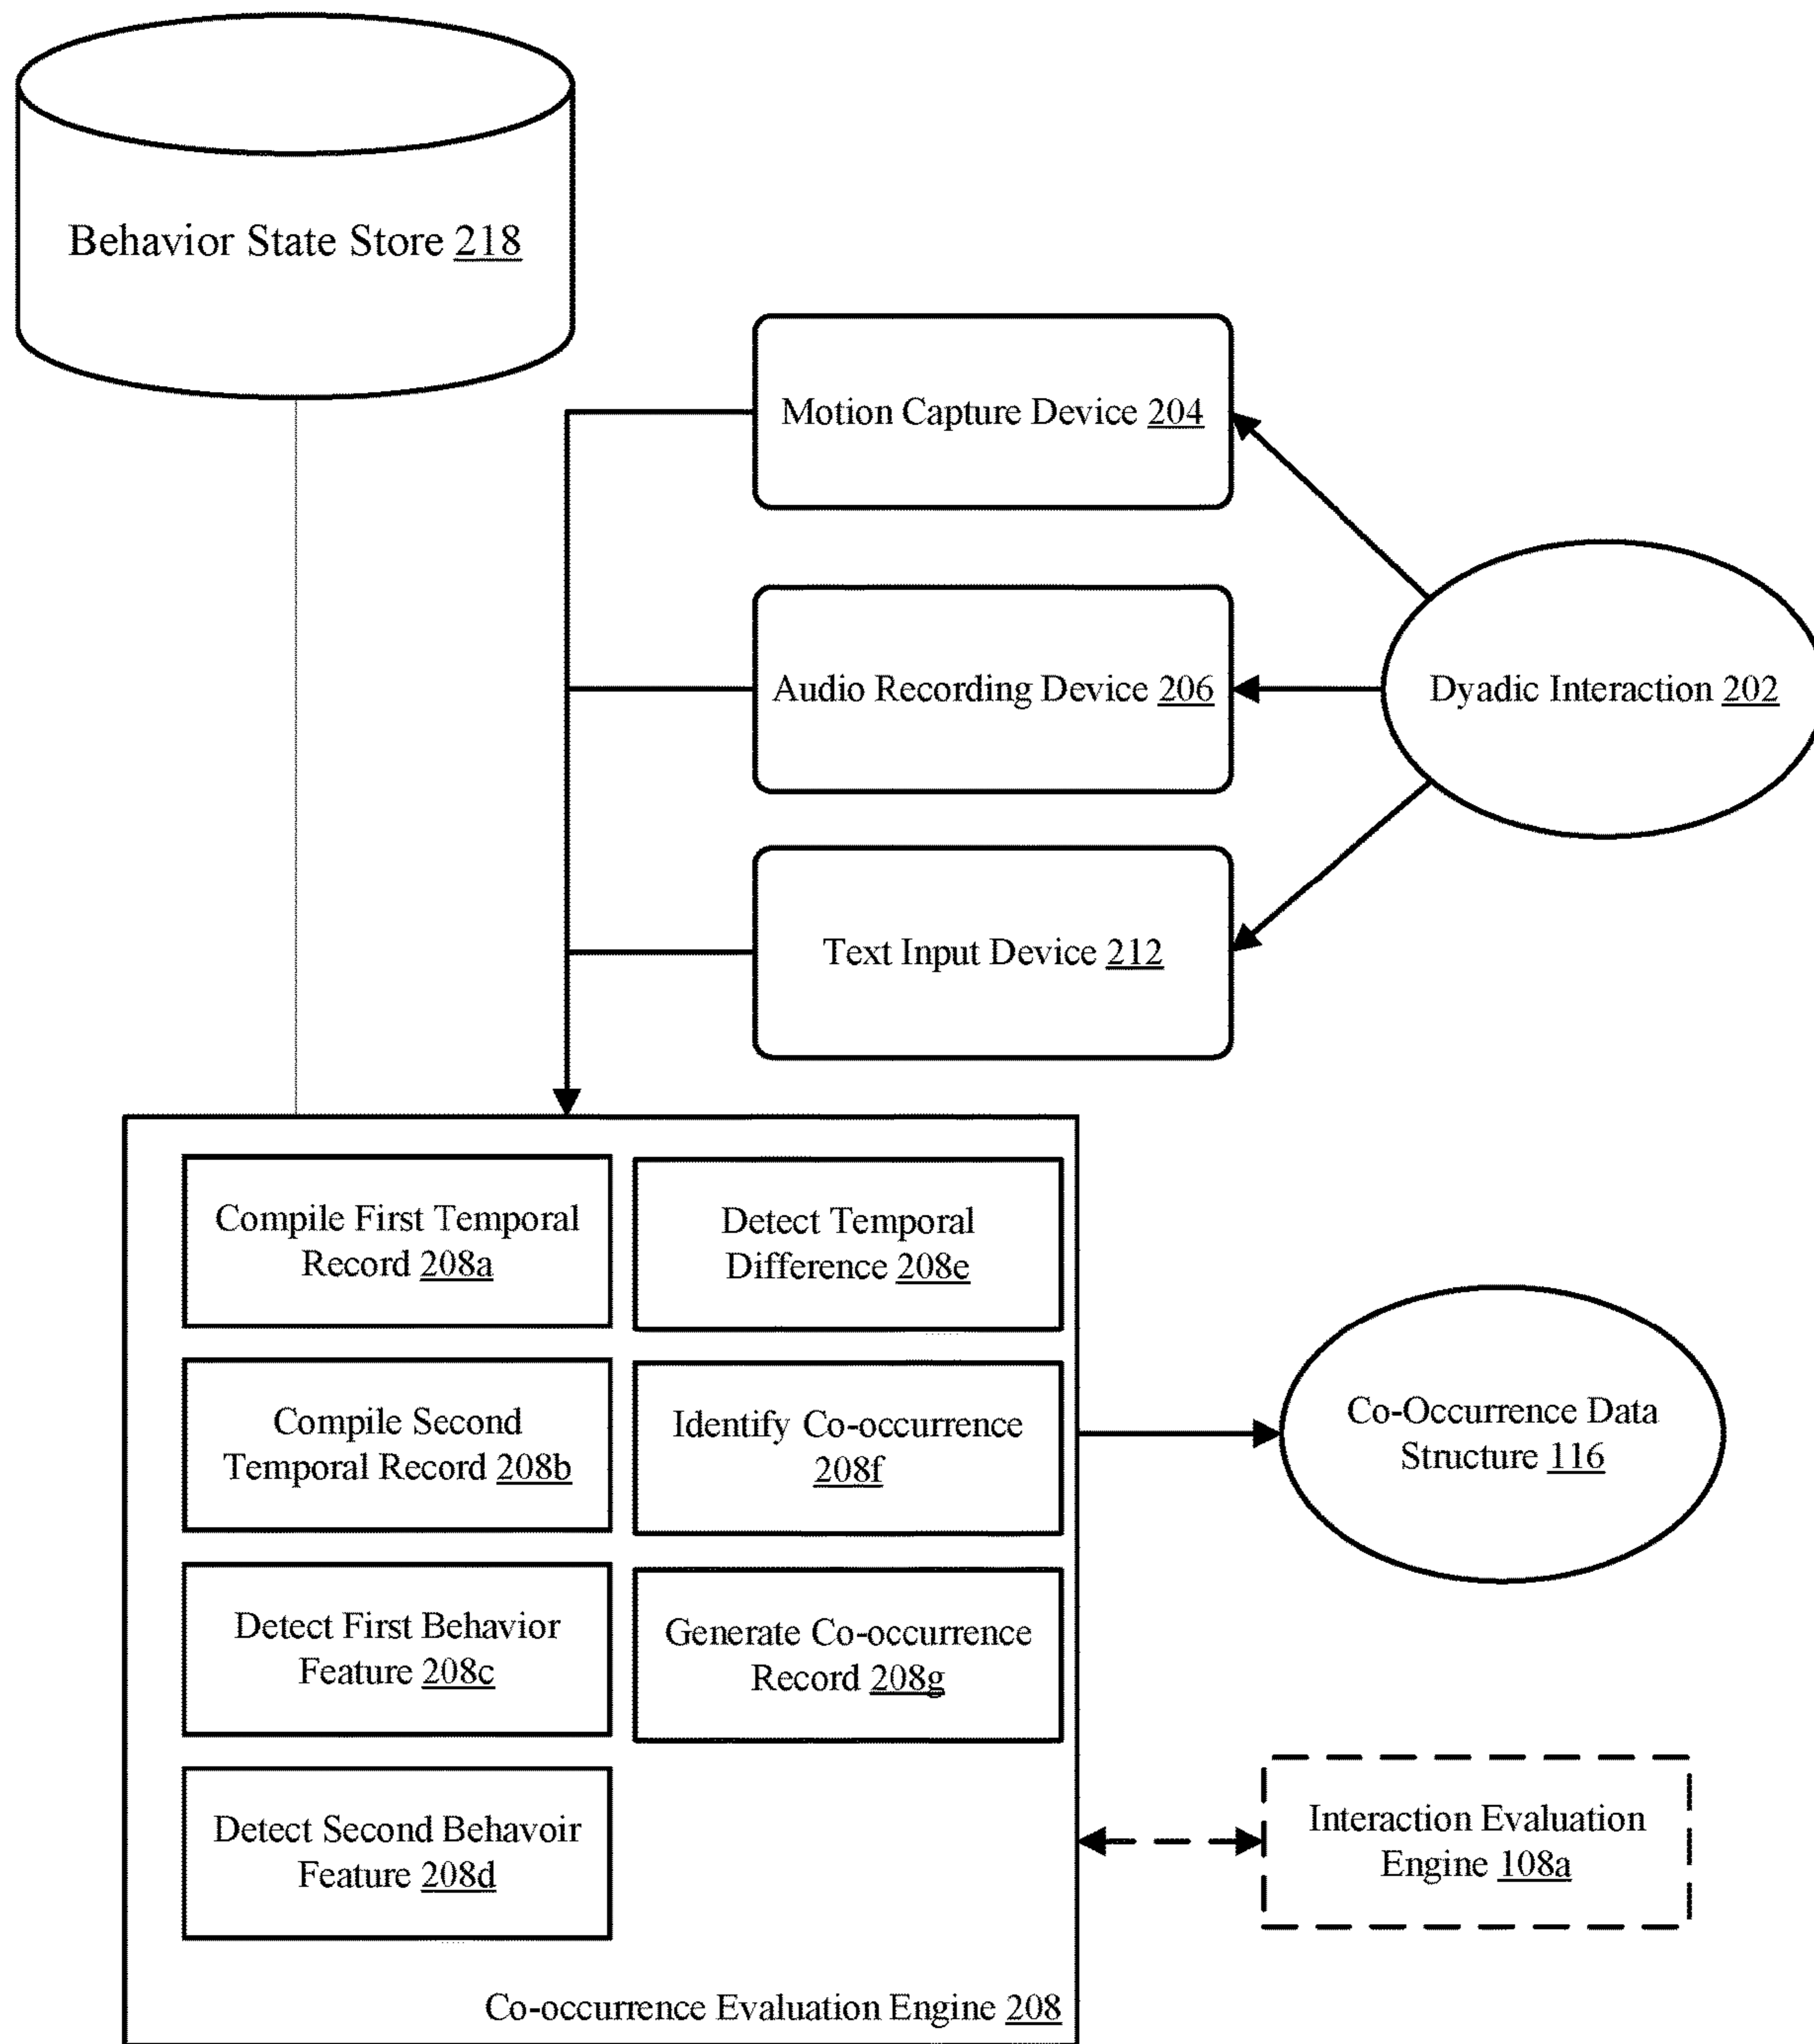 Behavior State Store 218
Motion Capture Device 204
Audio Recording Device 206
Dyadic Interaction 202
Text Input Device 212
Compile First Temporal
Record 208a
Detect Temporal
Difference 208e
Compile Second
Temporal Record 208b
Identify Co-occurrence
208f
Co-Occurrence Data
Structure 116
Detect First Behavior
Feature 208c
Generate Co-occurrence
Record 208g
Detect Second Behavoir
Feature 208d
Interaction Evaluation
Engine 108a
Co-occurrence Evaluation Engine 208